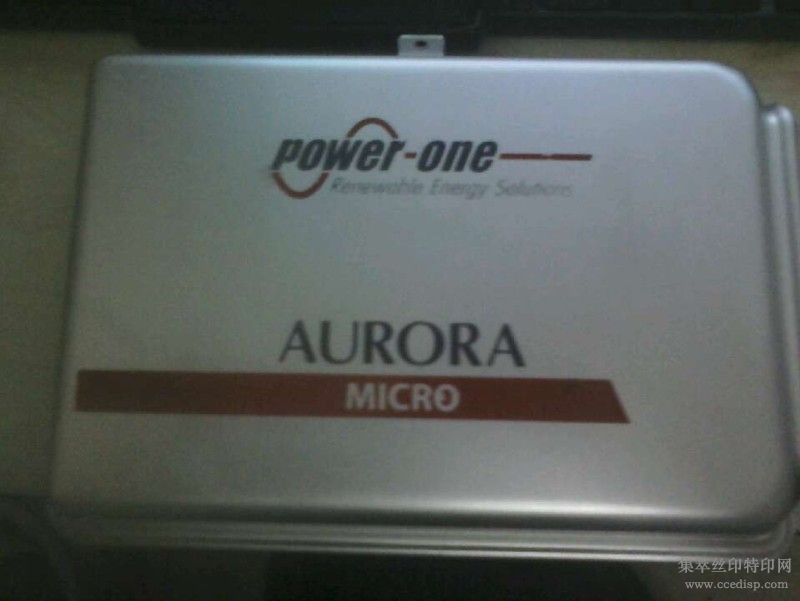 power-one
Renewable Energy Solutions
AURORA
MICRO
集萃丝印特印网
www.ccedisp.com